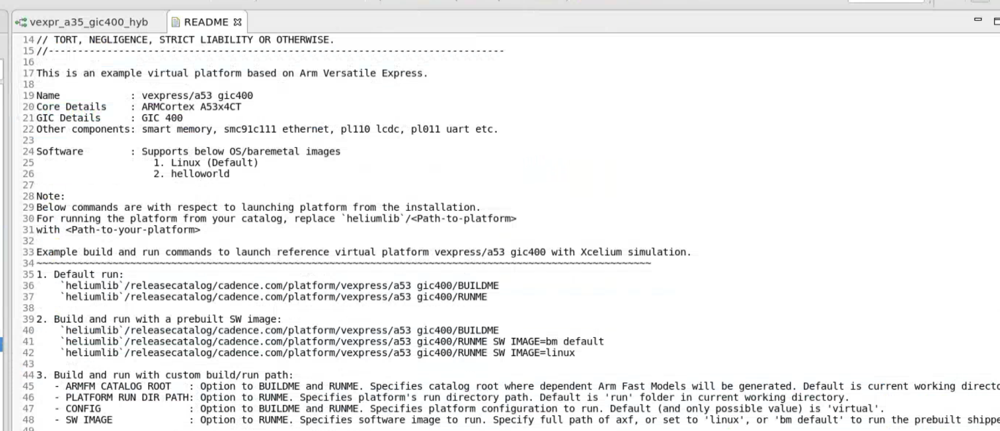 vexpr_a35_gic400_hyb README
14 // TORT, NEGLIGENCE, STRICT LIABILITY OR OTHERWISE.
15 //------------------------------------------------------------------------------
16
17 This is an example virtual platform based on Arm Versatile Express.
18
19 Name : vexpress/a53 gic400
20 Core Details : ARMCortex A53x4CT
21 GIC Details : GIC 400
22 Other components: smart memory, smc91c111 ethernet, pl110 lcdc, pl011 uart etc.
23
24 Software : Supports below OS/baremetal images
25 1. Linux (Default)
26 2. helloworld
27
28 Note:
29 Below commands are with respect to launching platform from the installation.
30 For running the platform from your catalog, replace `heliumlib`/<Path-to-platform>
31 with <Path-to-your-platform>
32
33 Example build and run commands to launch reference virtual platform vexpress/a53 gic400 with Xcelium simulation.
34 ~~~~~~~~~~~~~~~~~~~~~~~~~~~~~~~~~~~~~~~~~~~~~~~~~~~~~~~~~~~~~~~~~~~~~~~~~~~~~~~~~~~~~~~~~~~~~~~~~~~~~~~~~
35 1. Default run:
36 `heliumlib`/releasecatalog/cadence.com/platform/vexpress/a53 gic400/BUILDME
37 `heliumlib`/releasecatalog/cadence.com/platform/vexpress/a53 gic400/RUNME
38
39 2. Build and run with a prebuilt SW image:
40 `heliumlib`/releasecatalog/cadence.com/platform/vexpress/a53 gic400/BUILDME
41 `heliumlib`/releasecatalog/cadence.com/platform/vexpress/a53 gic400/RUNME SW IMAGE=bm default
42 `heliumlib`/releasecatalog/cadence.com/platform/vexpress/a53 gic400/RUNME SW IMAGE=linux
43
44 3. Build and run with custom build/run path:
45 - ARMFM CATALOG ROOT : Option to BUILDME and RUNME. Specifies catalog root where dependent Arm Fast Models will be generated. Default is current working directo
46 - PLATFORM RUN DIR PATH: Option to RUNME. Specifies platform's run directory path. Default is 'run' folder in current working directory.
47 - CONFIG : Option to BUILDME and RUNME. Specifies platform configuration to run. Default (and only possible value) is 'virtual'.
48 - SW IMAGE : Option to RUNME. Specifies software image to run. Specify full path of axf, or set to 'linux', or 'bm default' to run the prebuilt shippe
49